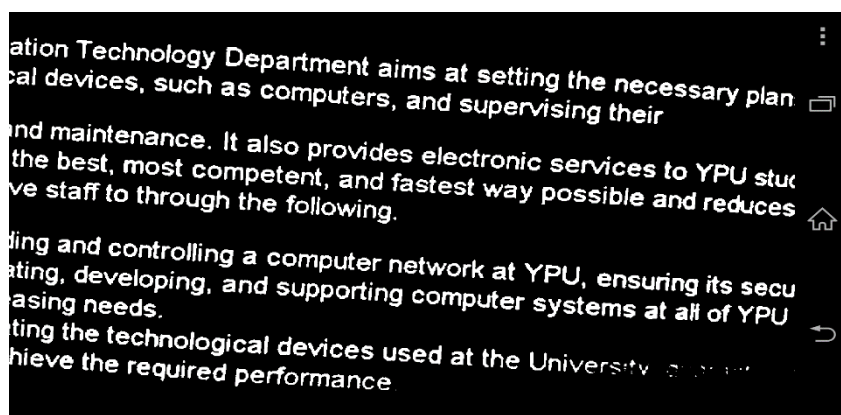 ation Technology Department aims at setting the necessary plan
cal devices, such as computers, and supervising their
and maintenance. It also provides electronic services to YPU stu
the best, most competent, and fastest way possible and reduces
ve staff to through the following.
ding and controlling a computer network at YPU, ensuring its secu
ating, developing, and supporting computer systems at all of YPU
easing needs.
ting the technological devices used at the University
hieve the required performance